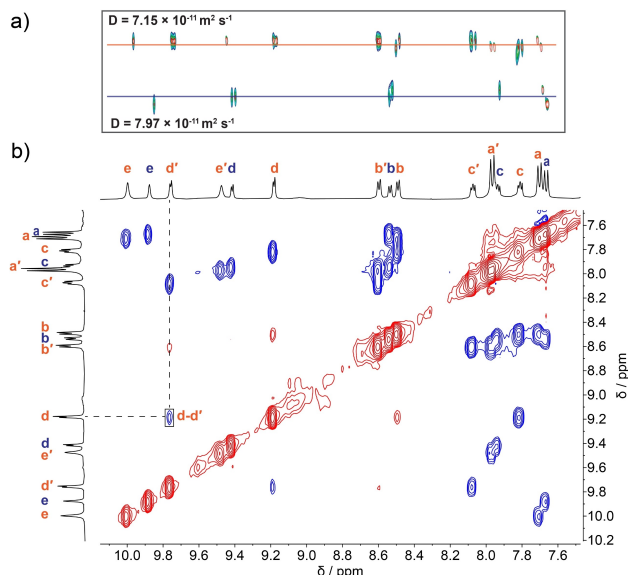 a)
D = 7.15 × 10⁻¹¹ m² s⁻¹
D = 7.97 × 10⁻¹¹ m² s⁻¹
b)
e e d′ e′ d d b′ b b c′ a′ c c a a
a
a
c
c
a′
c′
b
b
b′
d
d
e′
d′
e
e
d-d′
7.6
7.8
8.0
8.2
8.4
8.6
8.8
9.0
9.2
9.4
9.6
9.8
10.0
10.2
δ / ppm
10.0 9.8 9.6 9.4 9.2 9.0 8.8 8.6 8.4 8.2 8.0 7.8 7.6
δ / ppm